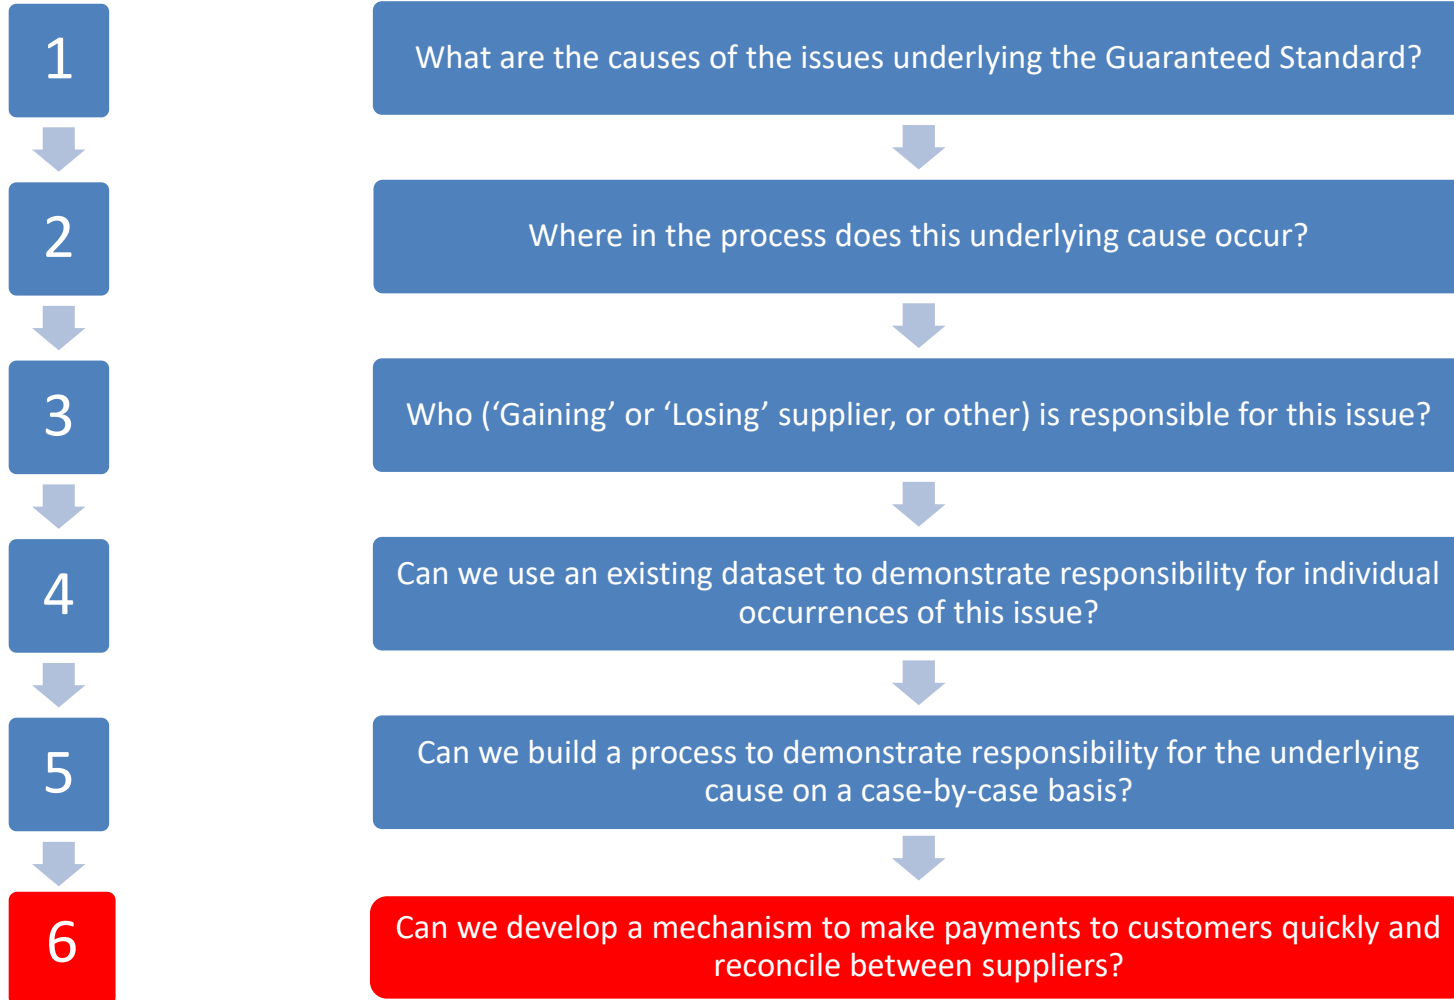 1
What are the causes of the issues underlying the Guaranteed Standard?
2
Where in the process does this underlying cause occur?
3
Who (‘Gaining’ or ‘Losing’ supplier, or other) is responsible for this issue?
4
Can we use an existing dataset to demonstrate responsibility for individual
occurrences of this issue?
5
Can we build a process to demonstrate responsibility for the underlying
cause on a case-by-case basis?
6
Can we develop a mechanism to make payments to customers quickly and
reconcile between suppliers?